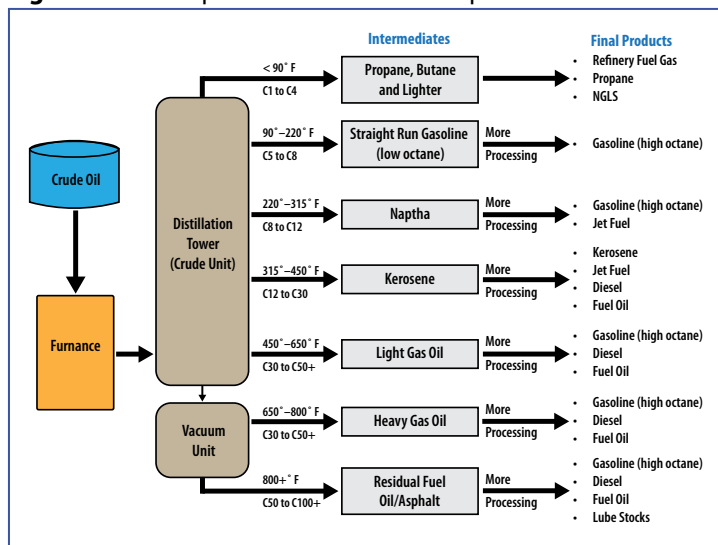 Intermediates
Final Products
< 90˚ F
C1 to C4
Propane, Butane
and Lighter
• Refinery Fuel Gas
• Propane
• NGLS
90˚–220˚ F
C5 to C8
Straight Run Gasoline
(low octane)
More
Processing
• Gasoline (high octane)
Crude Oil
Distillation
Tower
(Crude Unit)
220˚–315˚ F
C8 to C12
Naptha
More
Processing
• Gasoline (high octane)
• Jet Fuel
315˚–450˚ F
C12 to C30
Kerosene
More
Processing
• Kerosene
• Jet Fuel
• Diesel
• Fuel Oil
Furnance
450˚–650˚ F
C30 to C50+
Light Gas Oil
More
Processing
• Gasoline (high octane)
• Diesel
• Fuel Oil
Vacuum
Unit
650˚–800˚ F
C30 to C50+
Heavy Gas Oil
More
Processing
• Gasoline (high octane)
• Diesel
• Fuel Oil
800+˚ F
C50 to C100+
Residual Fuel
Oil/Asphalt
More
Processing
• Gasoline (high octane)
• Diesel
• Fuel Oil
• Lube Stocks